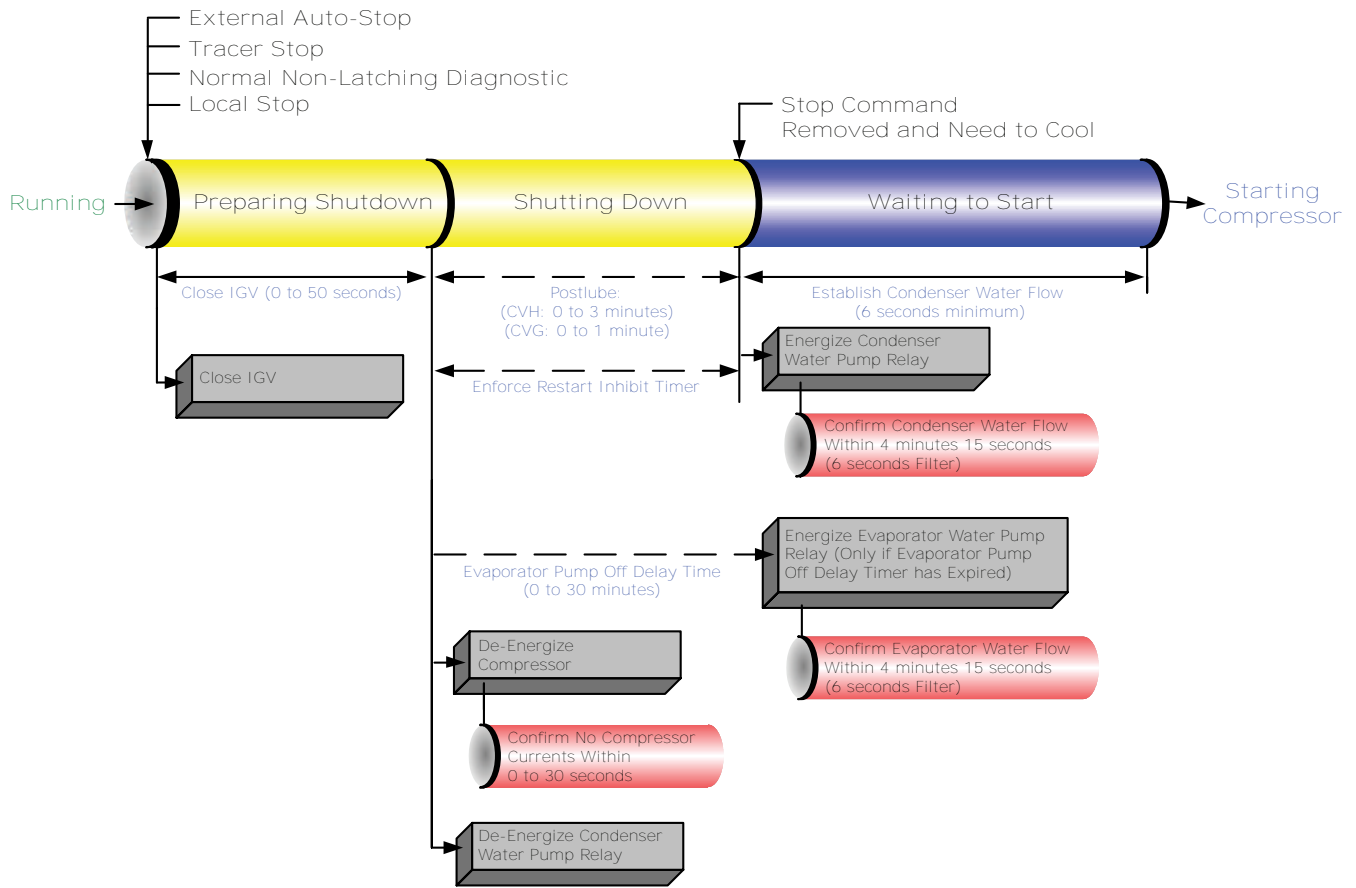 External Auto-Stop
Tracer Stop
Normal Non-Latching Diagnostic
Local Stop
Stop Command
Removed and Need to Cool
Running
Preparing Shutdown
Shutting Down
Waiting to Start
Starting
Compressor
Close IGV (0 to 50 seconds)
Postlube:
(CVH: 0 to 3 minutes)
(CVG: 0 to 1 minute)
Establish Condenser Water Flow
(6 seconds minimum)
Close IGV
Enforce Restart Inhibit Timer
Energize Condenser
Water Pump Relay
Confirm Condenser Water Flow
Within 4 minutes 15 seconds
(6 seconds Filter)
Evaporator Pump Off Delay Time
(0 to 30 minutes)
Energize Evaporator Water Pump
Relay (Only if Evaporator Pump
Off Delay Timer has Expired)
Confirm Evaporator Water Flow
Within 4 minutes 15 seconds
(6 seconds Filter)
De-Energize
Compressor
Confirm No Compressor
Currents Within
0 to 30 seconds
De-Energize Condenser
Water Pump Relay